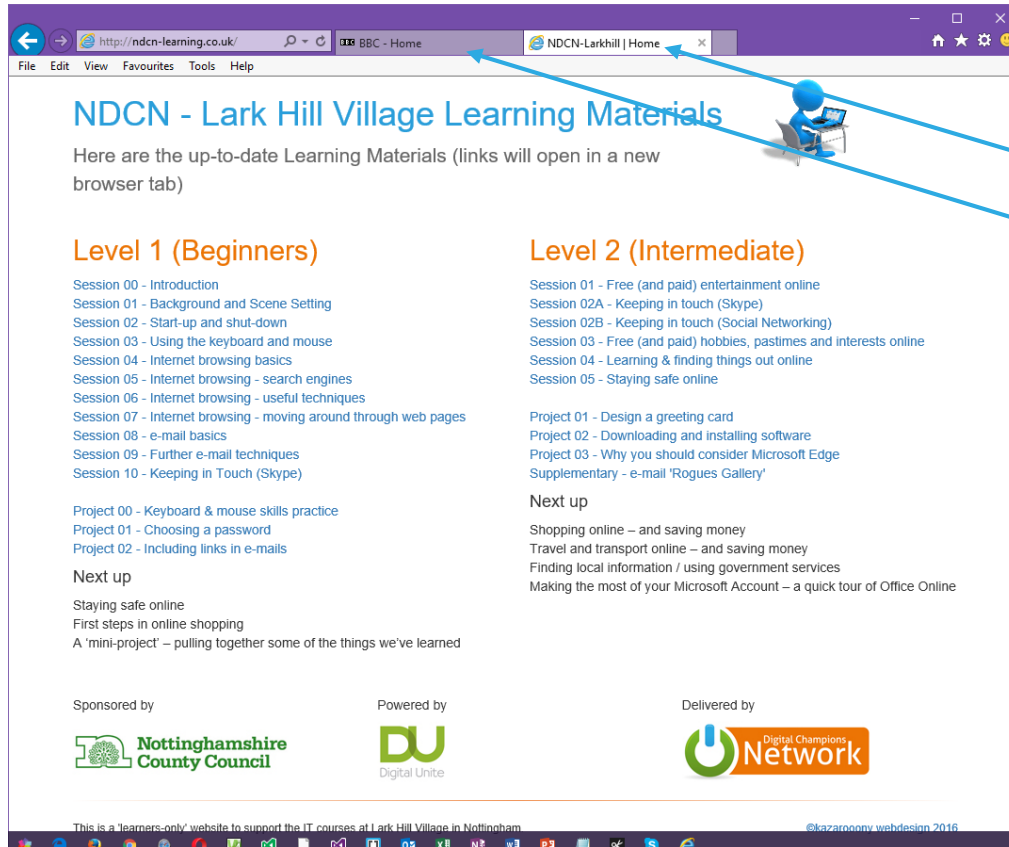 http://ndcn-learning.co.uk/
BBC - Home
NDCN-Larkhill | Home
File Edit View Favourites Tools Help
NDCN - Lark Hill Village Learning Materials
Here are the up-to-date Learning Materials (links will open in a new
browser tab)
Level 1 (Beginners)
Session 00 - Introduction
Session 01 - Background and Scene Setting
Session 02 - Start-up and shut-down
Session 03 - Using the keyboard and mouse
Session 04 - Internet browsing basics
Session 05 - Internet browsing - search engines
Session 06 - Internet browsing - useful techniques
Session 07 - Internet browsing - moving around through web pages
Session 08 - e-mail basics
Session 09 - Further e-mail techniques
Session 10 - Keeping in Touch (Skype)
Project 00 - Keyboard & mouse skills practice
Project 01 - Choosing a password
Project 02 - Including links in e-mails
Next up
Staying safe online
First steps in online shopping
A ‘mini-project’ – pulling together some of the things we’ve learned
Level 2 (Intermediate)
Session 01 - Free (and paid) entertainment online
Session 02A - Keeping in touch (Skype)
Session 02B - Keeping in touch (Social Networking)
Session 03 - Free (and paid) hobbies, pastimes and interests online
Session 04 - Learning & finding things out online
Session 05 - Staying safe online
Project 01 - Design a greeting card
Project 02 - Downloading and installing software
Project 03 - Why you should consider Microsoft Edge
Supplementary - e-mail 'Rogues Gallery'
Next up
Shopping online – and saving money
Travel and transport online – and saving money
Finding local information / using government services
Making the most of your Microsoft Account – a quick tour of Office Online
Sponsored by
Nottinghamshire
County Council
Powered by
DU
Digital Unite
Delivered by
Digital Champions
Network
This is a 'learners-only' website to support the IT courses at Lark Hill Village in Nottingham
©kazarooony webdesign 2016